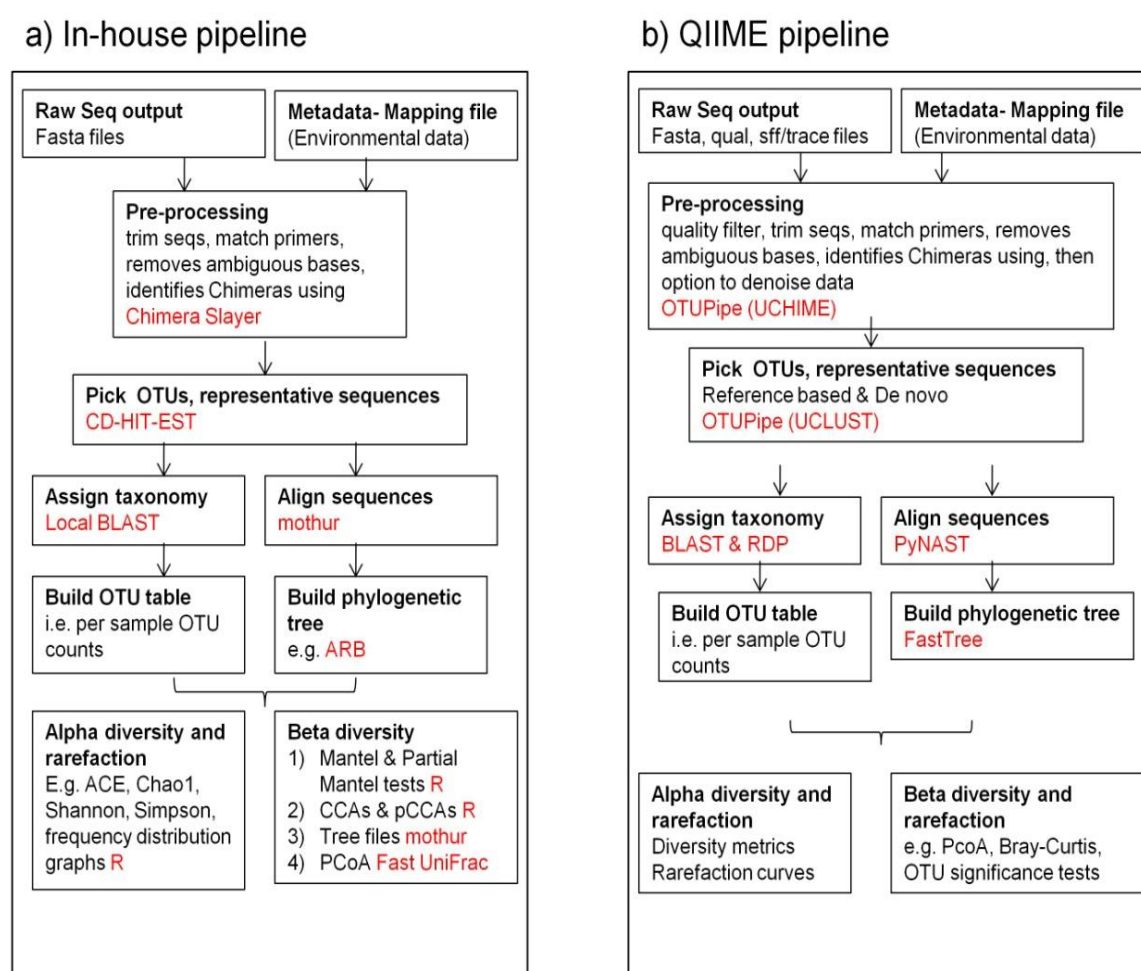 a) In-house pipeline
Raw Seq output
Fasta files
Metadata- Mapping file
(Environmental data)
Pre-processing
trim seqs, match primers,
removes ambiguous bases,
identifies Chimeras using
Chimera Slayer
Pick OTUs, representative sequences
CD-HIT-EST
Assign taxonomy
Local BLAST
Align sequences
mothur
Build OTU table
i.e. per sample OTU
counts
Build phylogenetic
tree
e.g. ARB
Alpha diversity and
rarefaction
E.g. ACE, Chao1,
Shannon, Simpson,
frequency distribution
graphs R
Beta diversity
1) Mantel & Partial
Mantel tests R
2) CCAs & pCCAs R
3) Tree files mothur
4) PCoA Fast UniFrac
b) QIIME pipeline
Raw Seq output
Fasta, qual, sff/trace files
Metadata- Mapping file
(Environmental data)
Pre-processing
quality filter, trim seqs, match primers, removes
ambiguous bases, identifies Chimeras using, then
option to denoise data
OTUPipe (UCHIME)
Pick OTUs, representative sequences
Reference based & De novo
OTUPipe (UCLUST)
Assign taxonomy
BLAST & RDP
Align sequences
PyNAST
Build OTU table
i.e. per sample OTU
counts
Build phylogenetic tree
FastTree
Alpha diversity and
rarefaction
Diversity metrics
Rarefaction curves
Beta diversity and
rarefaction
e.g. PcoA, Bray-Curtis,
OTU significance tests